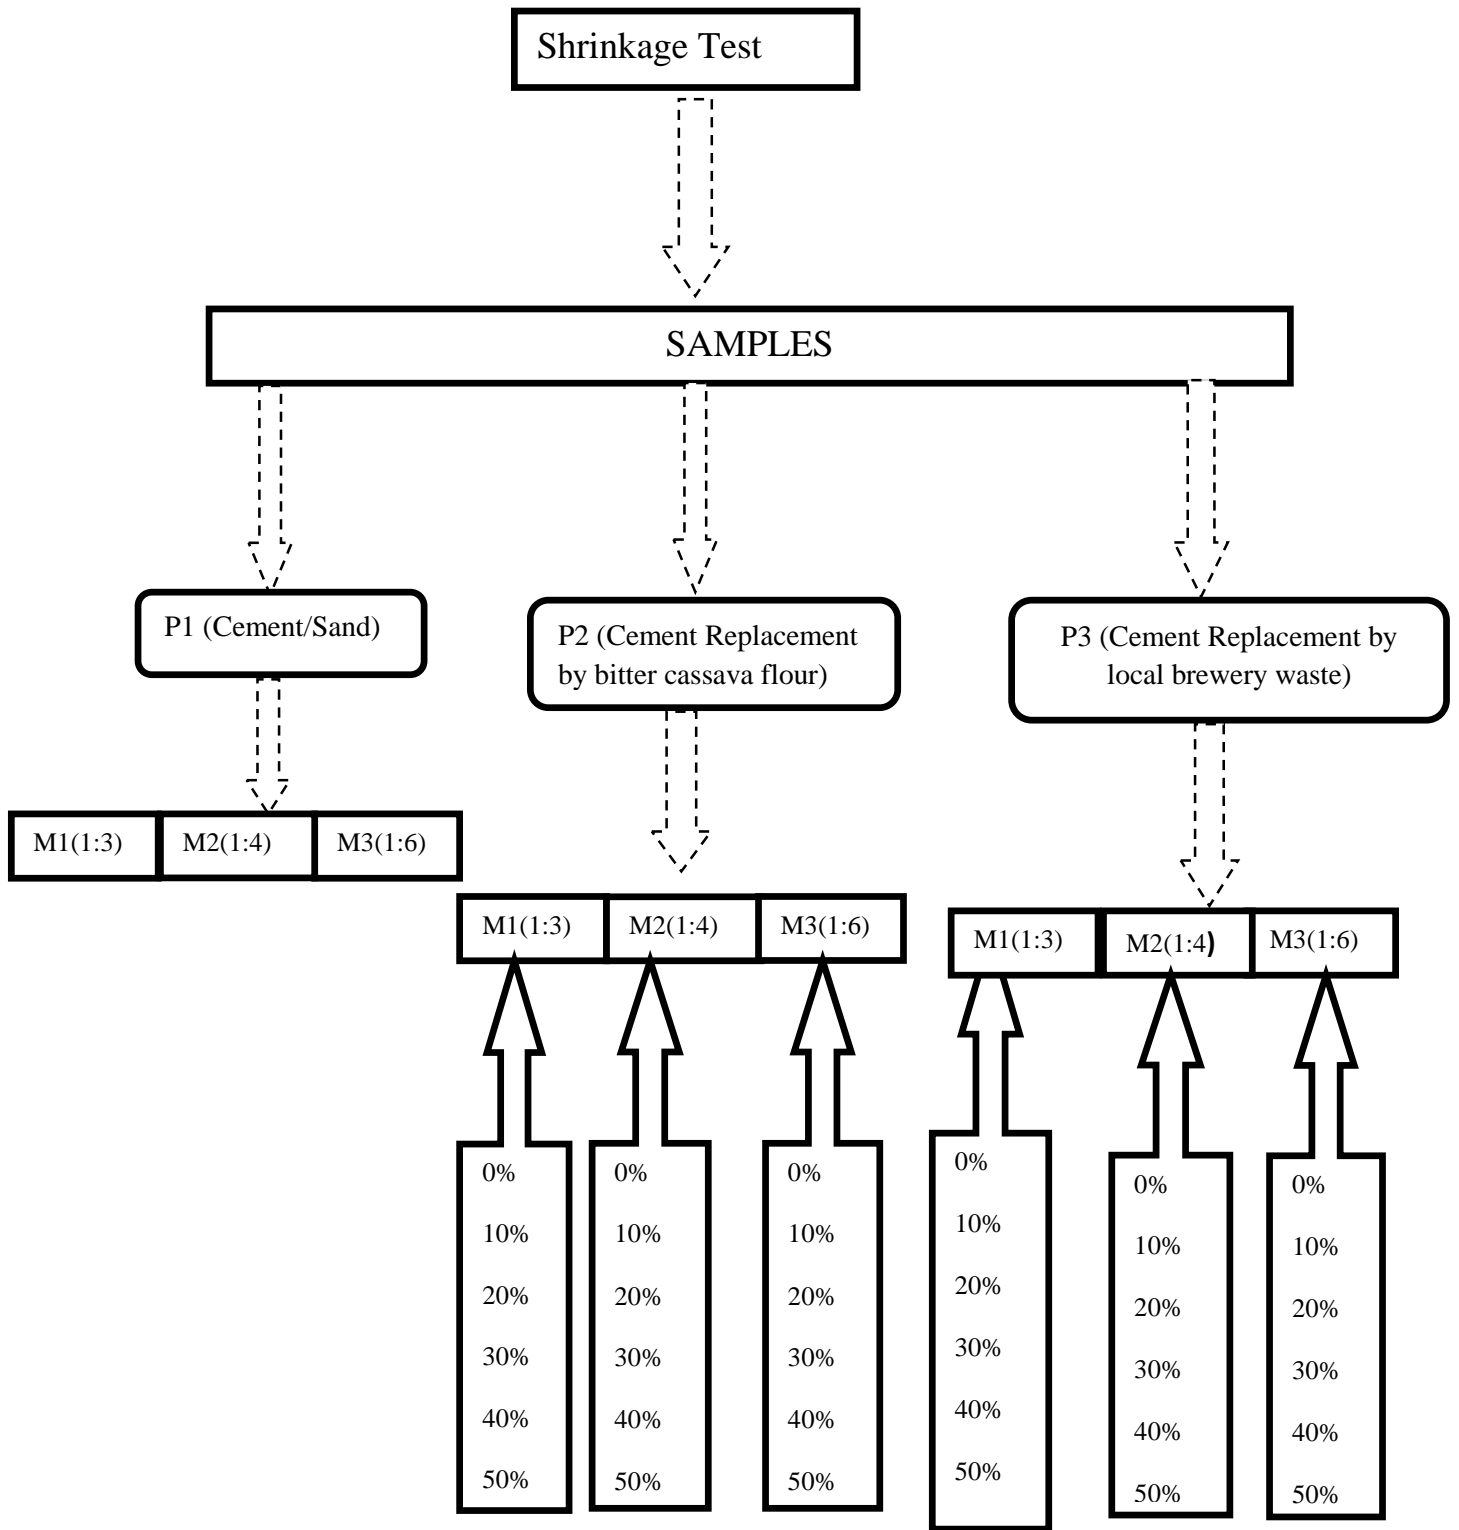 Shrinkage Test
SAMPLES
P1 (Cement/Sand)
P2 (Cement Replacement
by bitter cassava flour)
P3 (Cement Replacement by
local brewery waste)
M1(1:3)
M2(1:4)
M3(1:6)
M1(1:3)
M2(1:4)
M3(1:6)
M1(1:3)
M2(1:4)
M3(1:6)
0%
10%
20%
30%
40%
50%
0%
10%
20%
30%
40%
50%
0%
10%
20%
30%
40%
50%
0%
10%
20%
30%
40%
50%
0%
10%
20%
30%
40%
50%
0%
10%
20%
30%
40%
50%